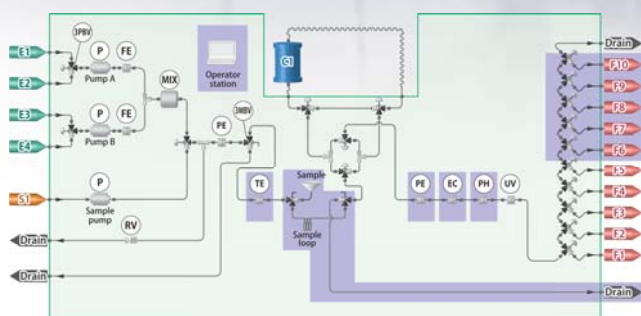 E1
E2
E3
E4
S1
Drain
Drain
3PBV
P
FE
Pump A
P
FE
Pump B
MIX
P
Sample
pump
RV
PE
3MBV
Operator
station
C1
TE
Sample
Sample
loop
PE
EC
PH
UV
Drain
F10
F9
F8
F7
F6
F5
F4
F3
F2
F1
Drain